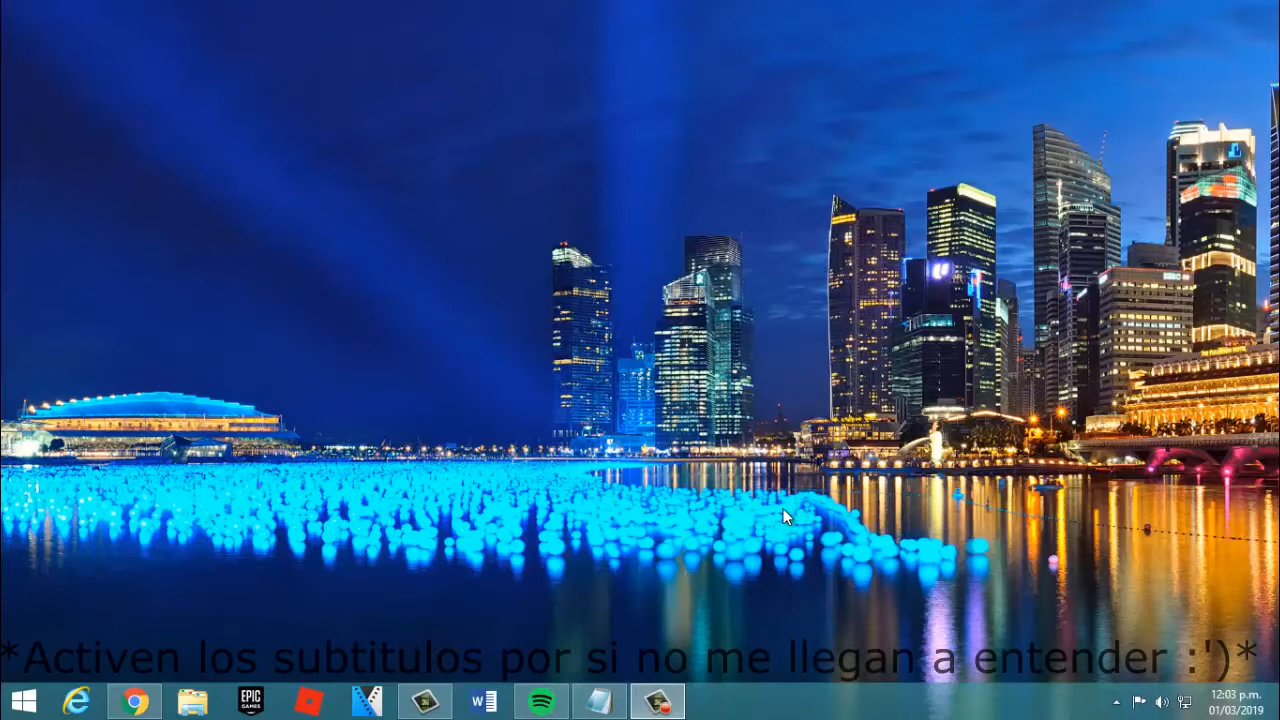 *Activen los subtitulos por si no me llegan a entender :')*
EPIC
GAMES
12:03 p.m.
01/03/2019